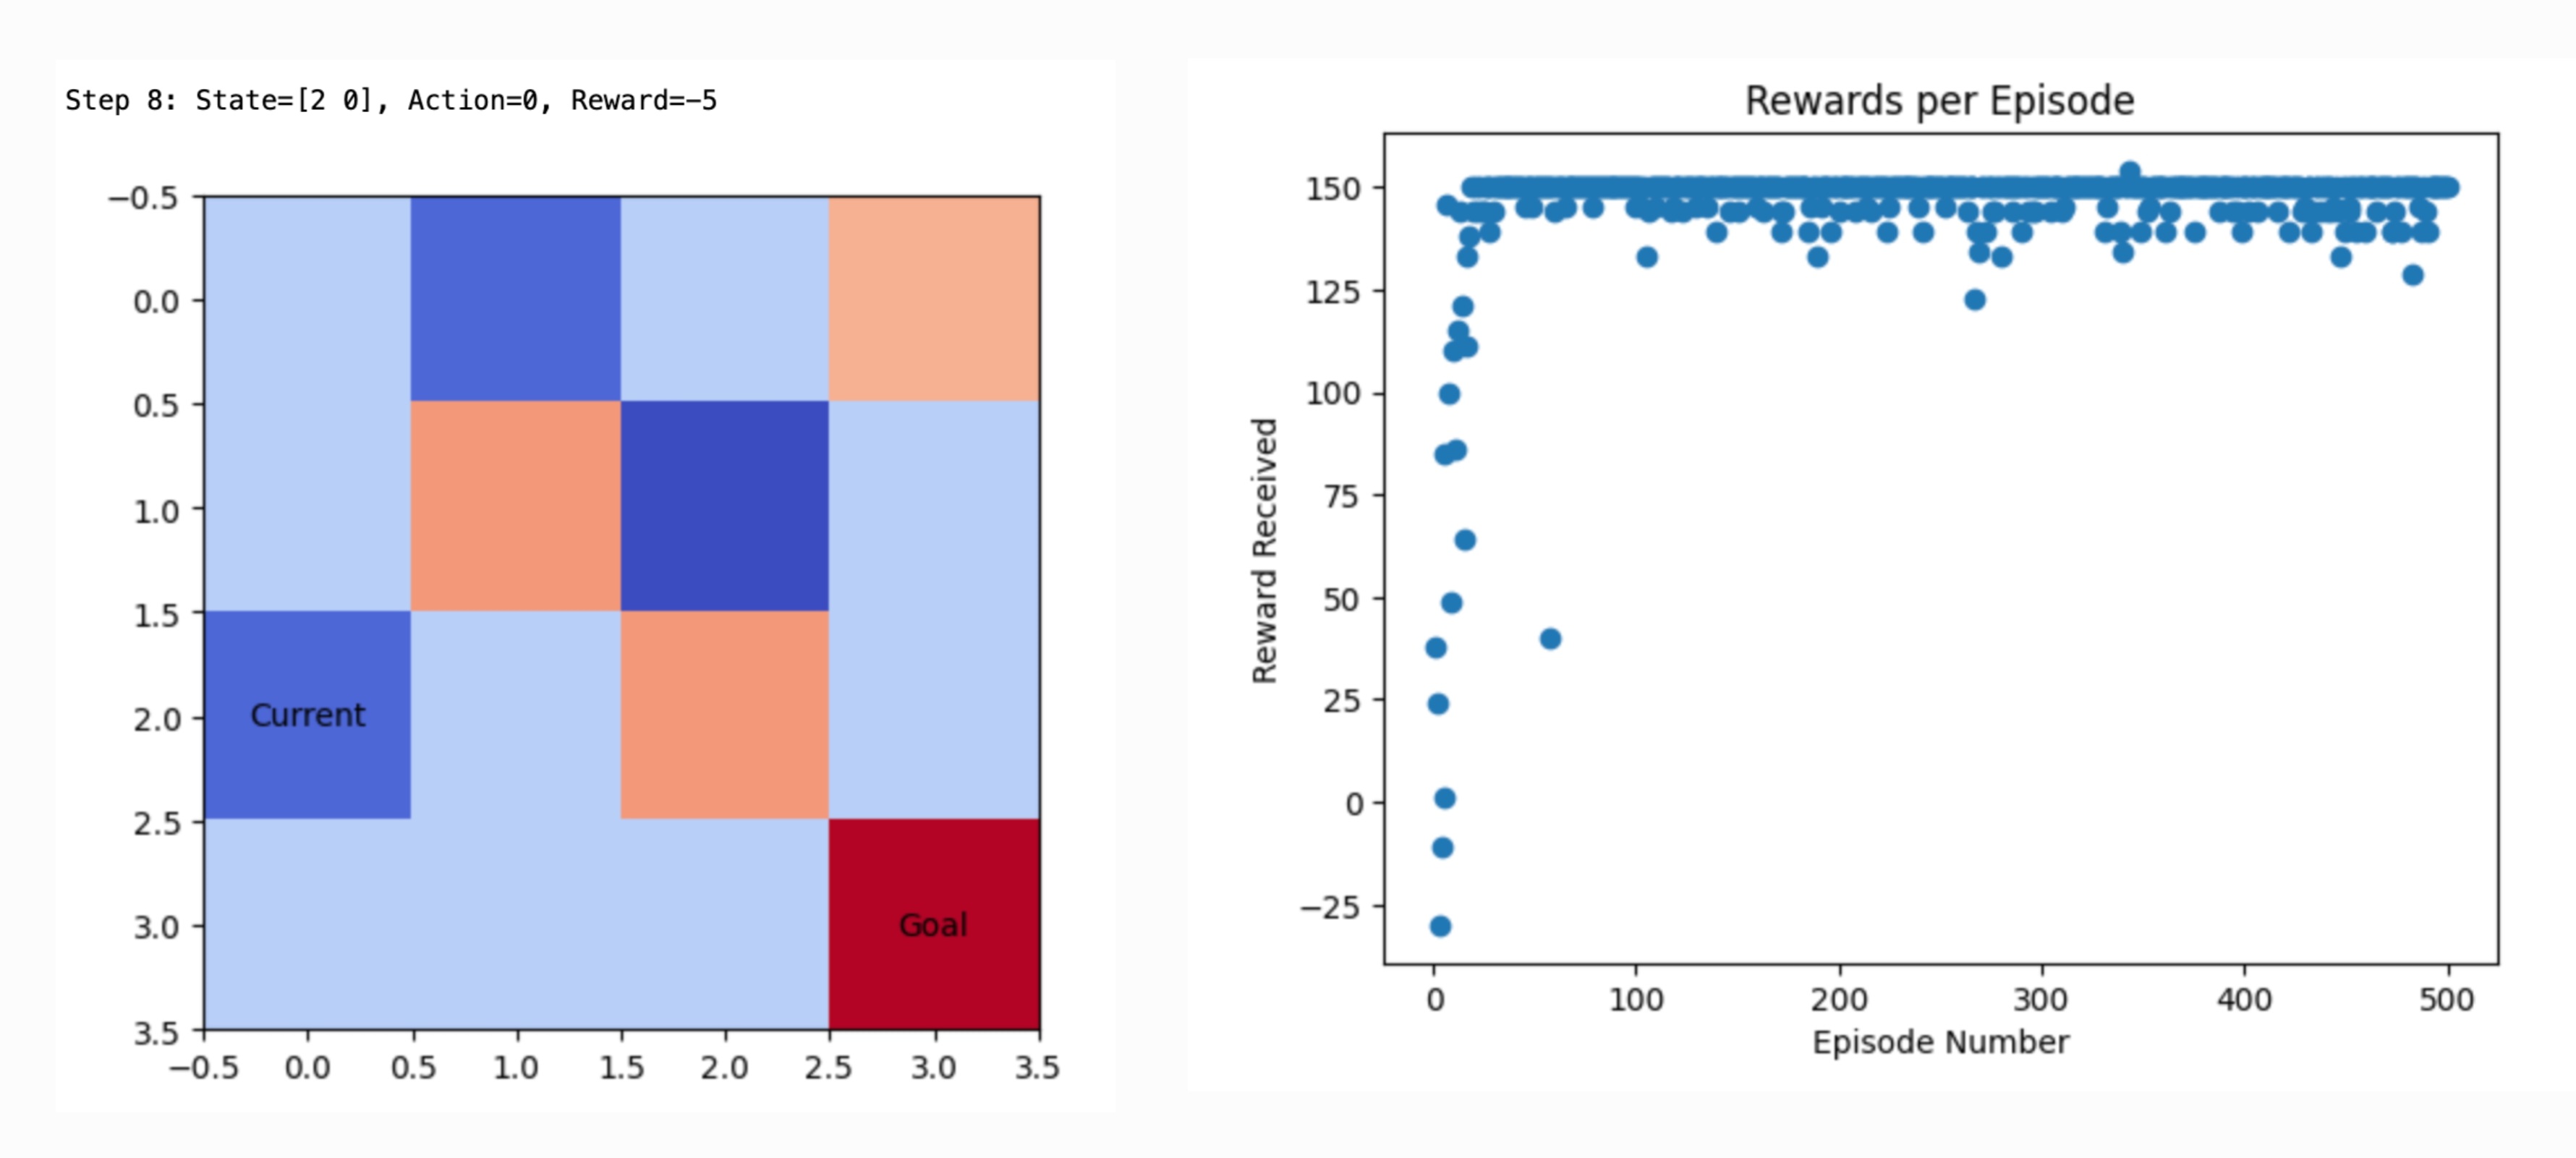 Step 8: State=[2 0], Action=0, Reward=−5
−0.5
0.0
0.5
1.0
1.5
2.0
2.5
3.0
3.5
Current
Goal
−0.5 0.0 0.5 1.0 1.5 2.0 2.5 3.0 3.5
Rewards per Episode
Reward Received
150
125
100
75
50
25
0
−25
0 100 200 300 400 500
Episode Number